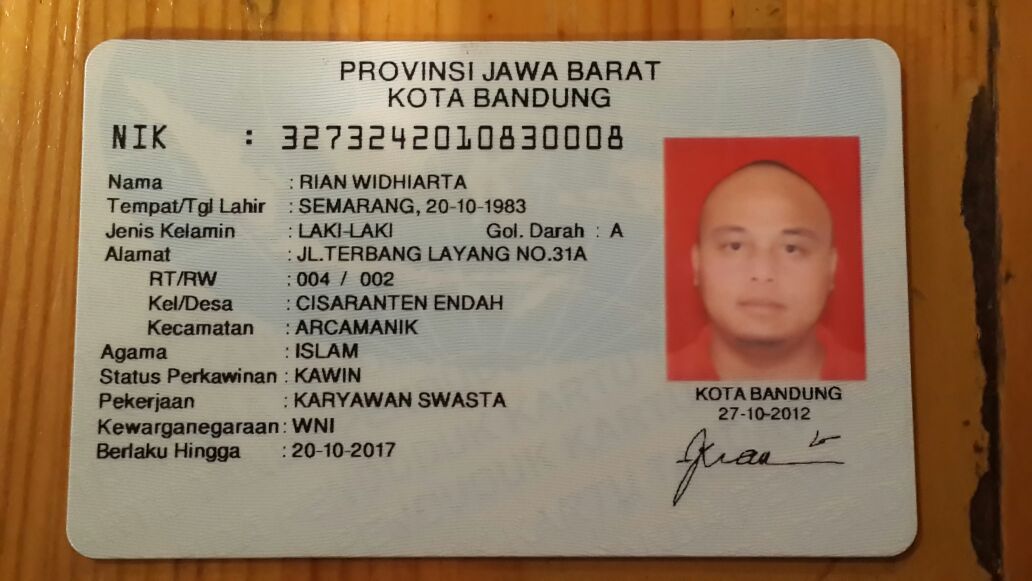 PROVINSI JAWA BARAT
KOTA BANDUNG
NIK : 3273242010830008
Nama : RIAN WIDHIARTA
Tempat/Tgl Lahir : SEMARANG, 20-10-1983
Jenis Kelamin : LAKI-LAKI Gol. Darah : A
Alamat : JL.TERBANG LAYANG NO.31A
RT/RW : 004 / 002
Kel/Desa : CISARANTEN ENDAH
Kecamatan : ARCAMANIK
Agama : ISLAM
Status Perkawinan : KAWIN
Pekerjaan : KARYAWAN SWASTA
Kewarganegaraan : WNI
Berlaku Hingga : 20-10-2017
KOTA BANDUNG
27-10-2012